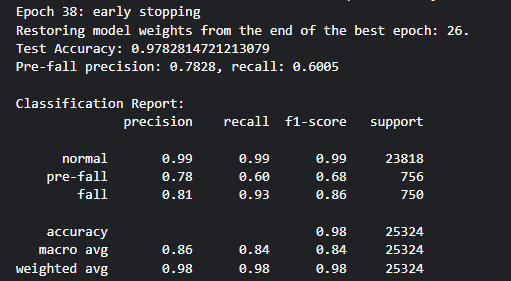 Epoch 38: early stopping
Restoring model weights from the end of the best epoch: 26.
Test Accuracy: 0.9782814721213079
Pre-fall precision: 0.7828, recall: 0.6005
Classification Report:
precision recall f1-score support
normal 0.99 0.99 0.99 23818
pre-fall 0.78 0.60 0.68 756
fall 0.81 0.93 0.86 750
accuracy 0.98 25324
macro avg 0.86 0.84 0.84 25324
weighted avg 0.98 0.98 0.98 25324